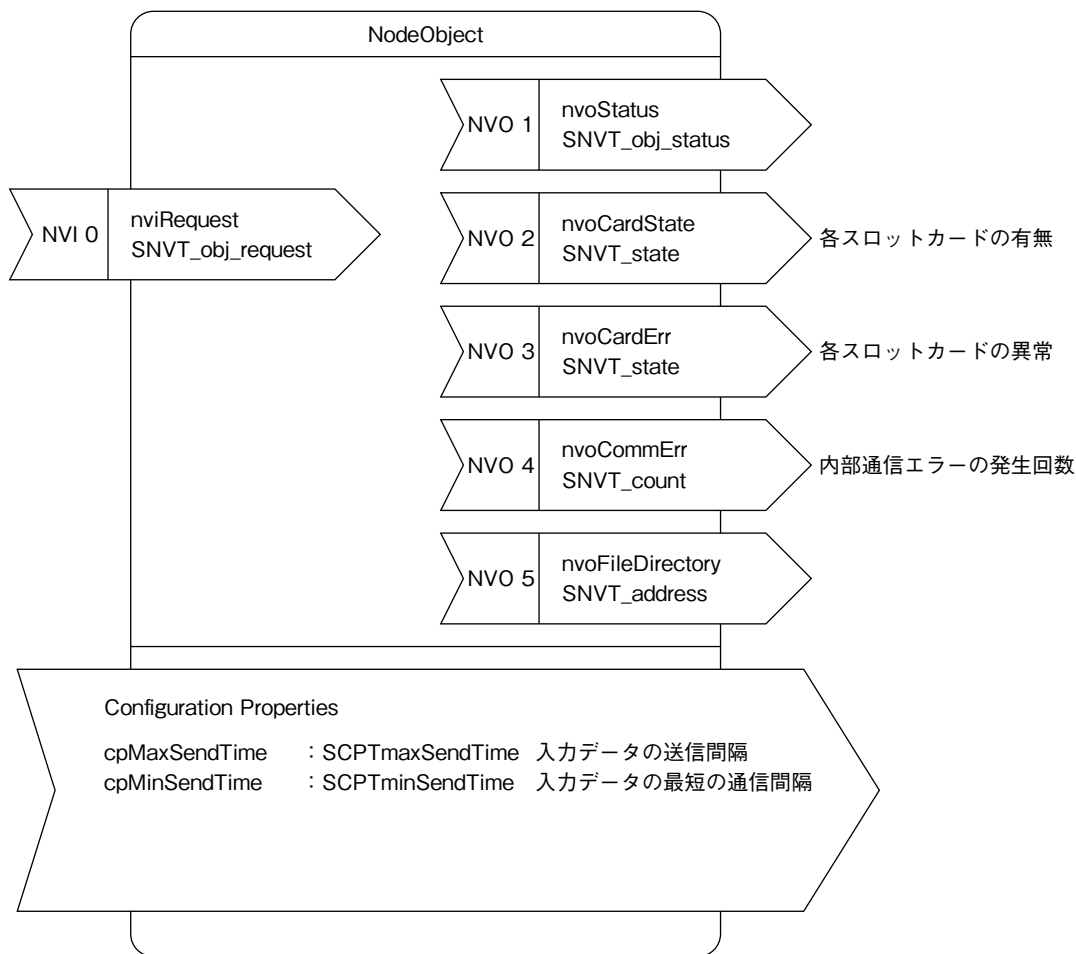 NodeObject
NVO 1
nvoStatus
SNVT_obj_status
NVI 0
nviRequest
SNVT_obj_request
NVO 2
nvoCardState
SNVT_state
各スロットカードの有無
NVO 3
nvoCardErr
SNVT_state
各スロットカードの異常
NVO 4
nvoCommErr
SNVT_count
内部通信エラーの発生回数
NVO 5
nvoFileDirectory
SNVT_address
Configuration Properties
cpMaxSendTime ：SCPTmaxSendTime 入力データの送信間隔
cpMinSendTime ：SCPTminSendTime 入力データの最短の通信間隔